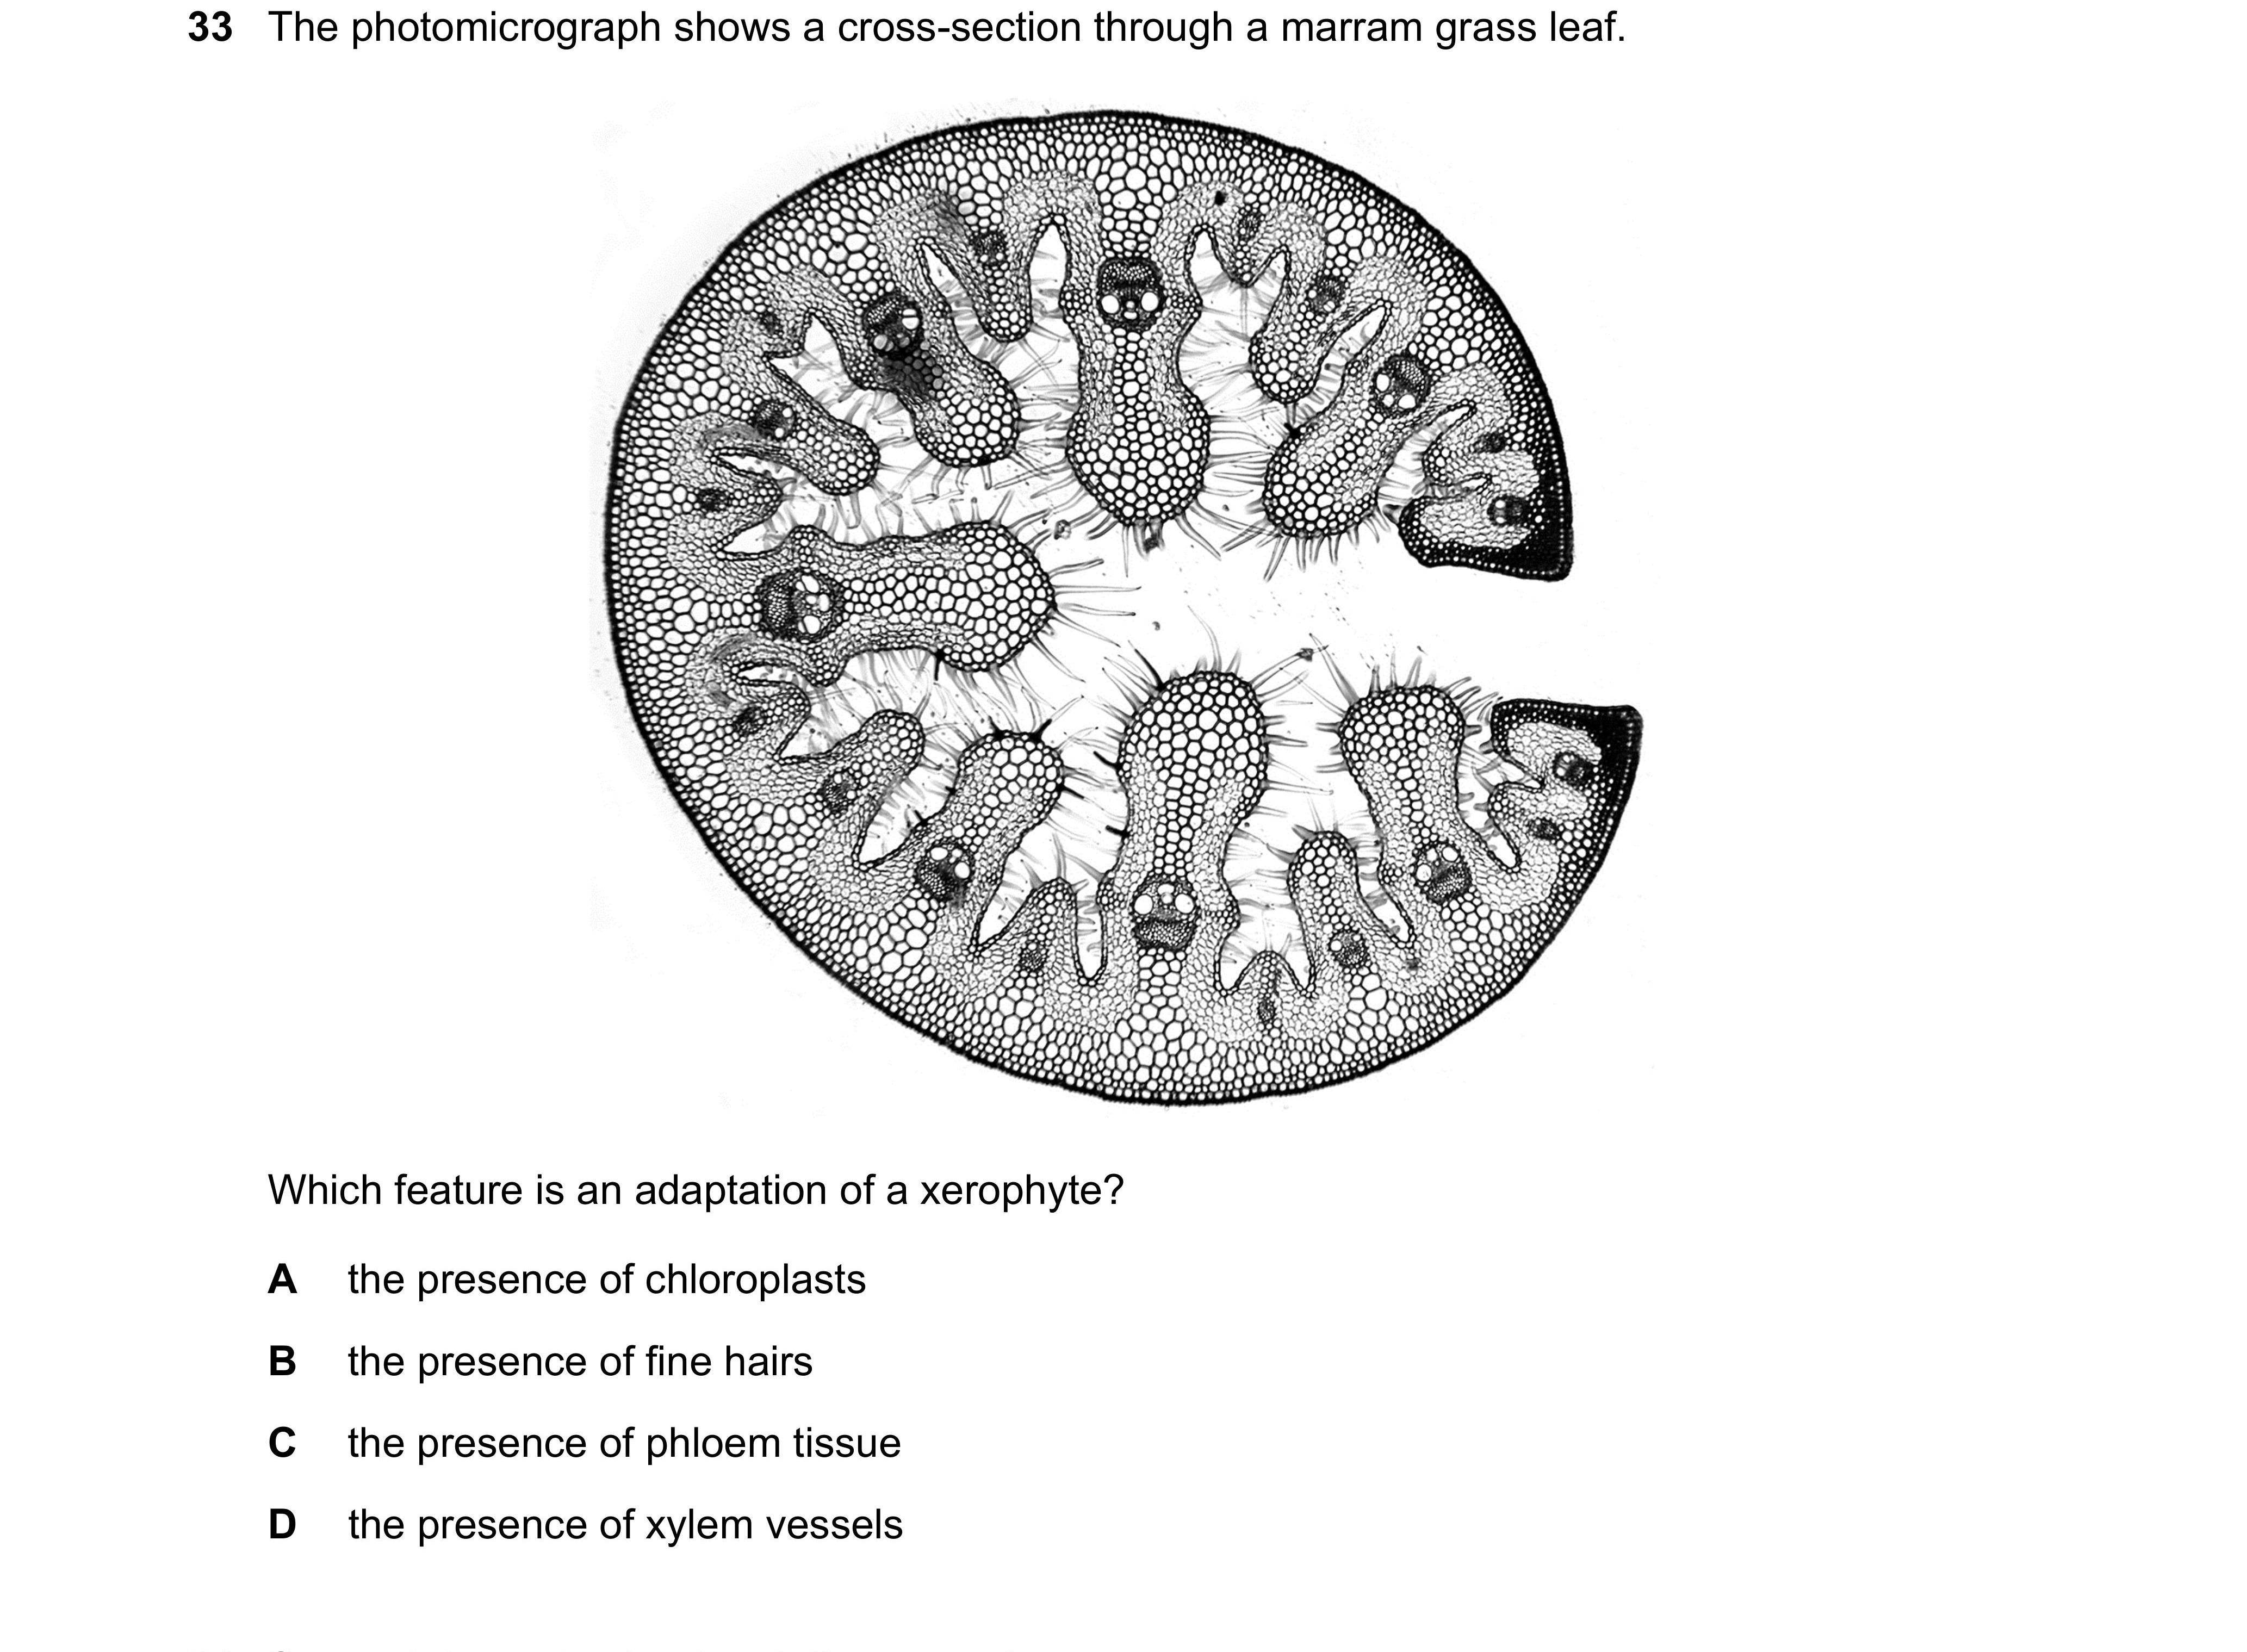 33 The photomicrograph shows a cross-section through a marram grass leaf.
Which feature is an adaptation of a xerophyte?
A the presence of chloroplasts
B the presence of fine hairs
C the presence of phloem tissue
D the presence of xylem vessels